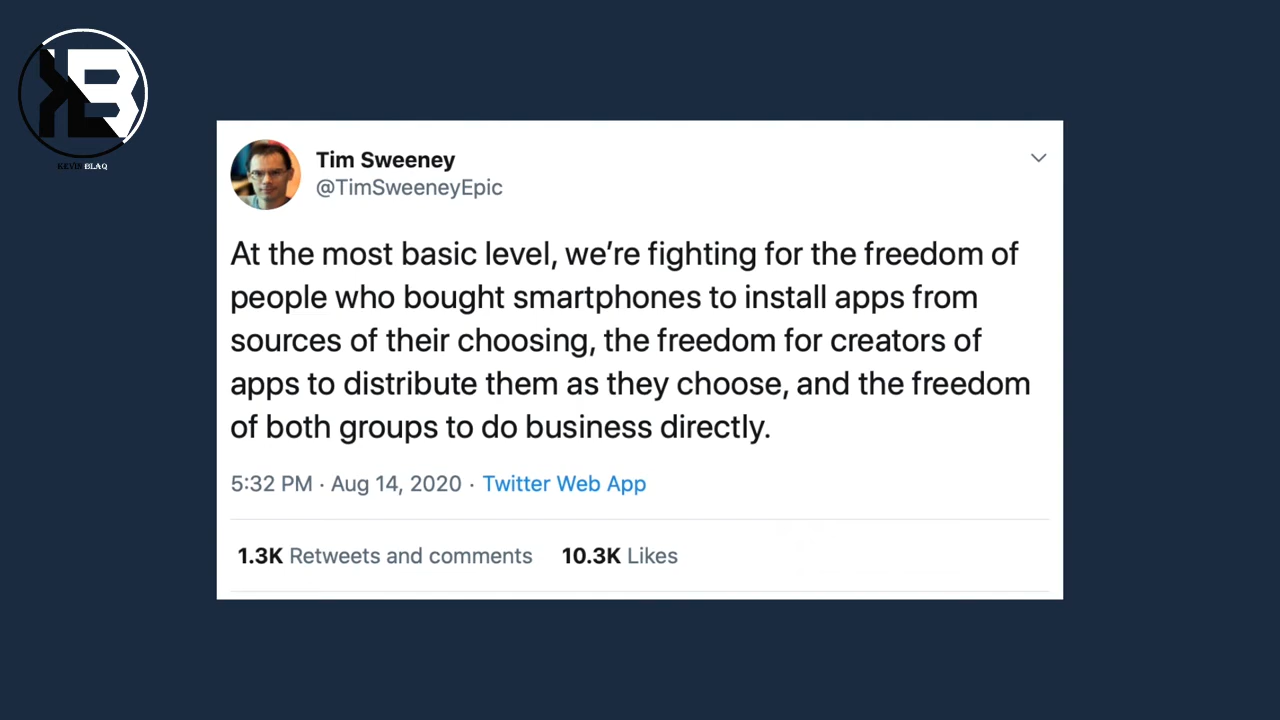 KB
KEVIN BLAQ
Tim Sweeney
@TimSweeneyEpic
At the most basic level, we’re fighting for the freedom of
people who bought smartphones to install apps from
sources of their choosing, the freedom for creators of
apps to distribute them as they choose, and the freedom
of both groups to do business directly.
5:32 PM · Aug 14, 2020 · Twitter Web App
1.3K Retweets and comments 10.3K Likes